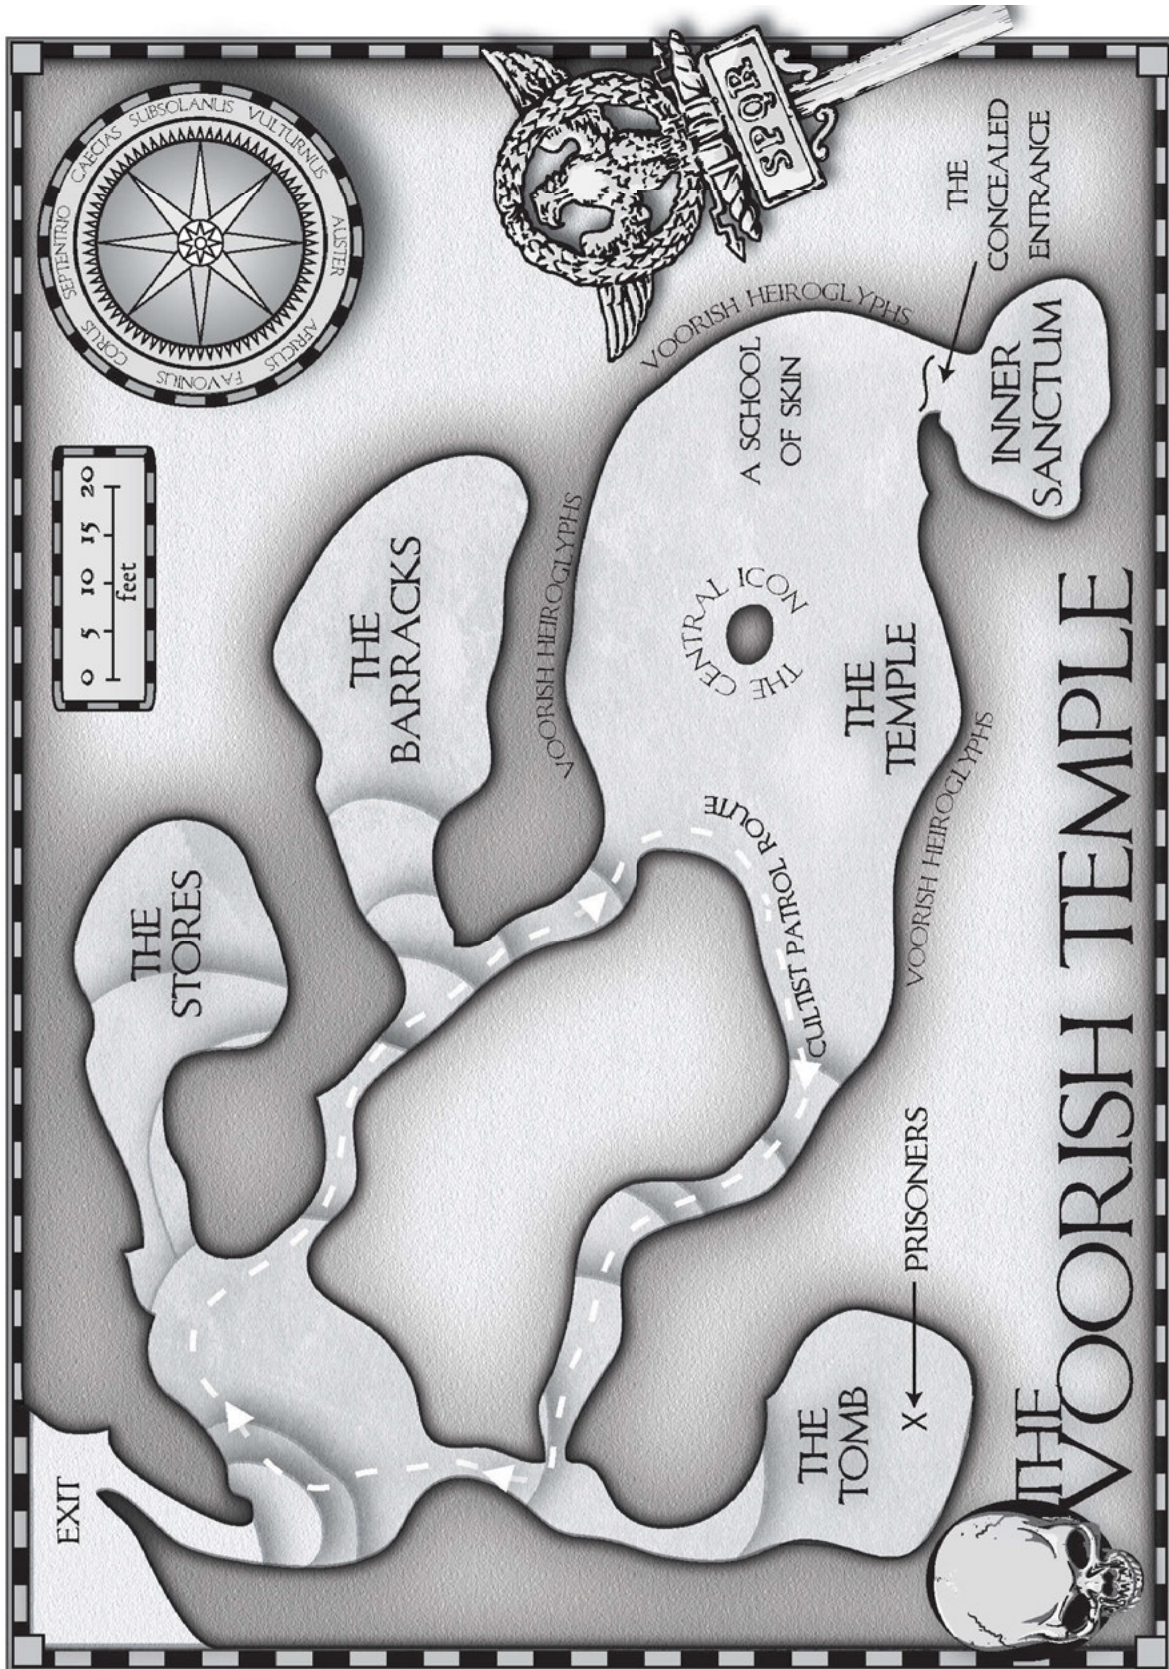 THE
VOORISH TEMPLE
EXIT
THE
STORES
THE
BARRACKS
0 5 10 15 20
feet
SEPTENTRIO
CAECIAS
SUBSOLANUS
VULTURNUS
AUSTER
AFRICUS
FAVONIUS
CORUS
SPQR
VOORISH HEIROGLYPHS
VOORISH HEIROGLYPHS
A SCHOOL
OF SKIN
THE CENTRAL ICON
THE
TEMPLE
CULTIST PATROL ROUTE
VOORISH HEIROGLYPHS
THE
CONCEALED
ENTRANCE
INNER
SANCTUM
THE
TOMB
X
PRISONERS